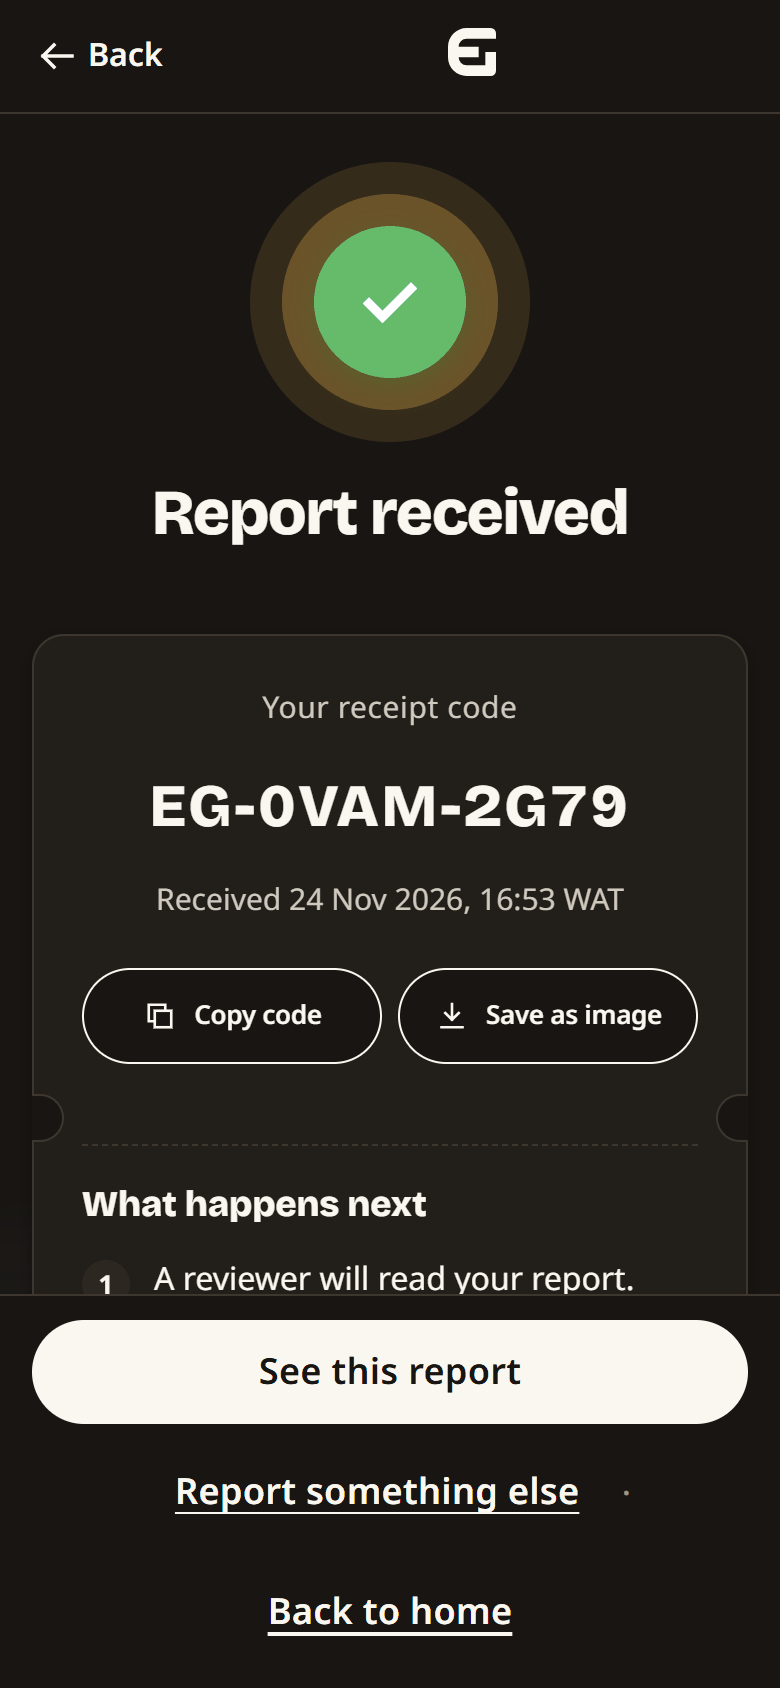 Back
Report received
Your receipt code
EG-0VAM-2G79
Received 24 Nov 2026, 16:53 WAT
Copy code
Save as image
What happens next
1 A reviewer will read your report.
See this report
Report something else ·
Back to home